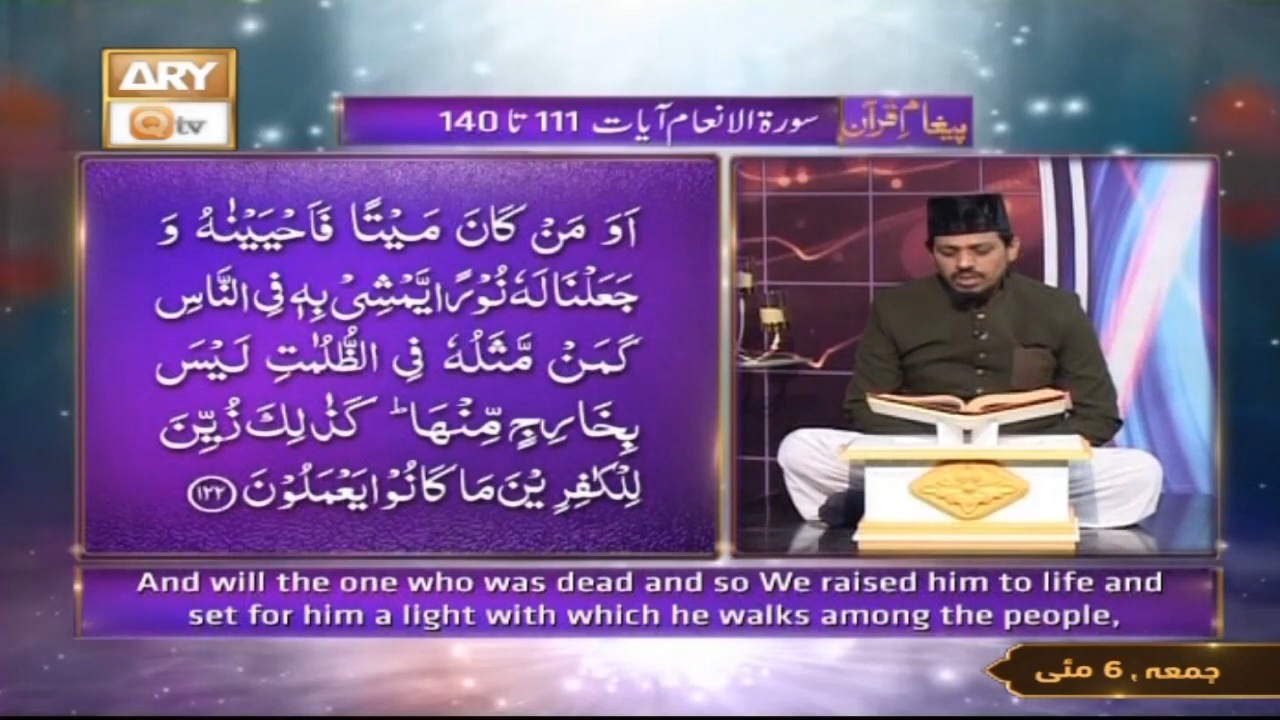 ARY
Qtv
پیغامِ قرآن
سورۃ الانعام آیات 111 تا 140
اَوَ مَنْ كَانَ مَيْتًا فَاَحْيَيْنٰهُ وَ
جَعَلْنَا لَهٗ نُوْرًا يَّمْشِيْ بِهٖ فِي النَّاسِ
كَمَنْ مَّثَلُهٗ فِي الظُّلُمٰتِ لَيْسَ
بِخَارِجٍ مِّنْهَا ؕ كَذٰلِكَ زُيِّنَ
لِلْكٰفِرِيْنَ مَا كَانُوْا يَعْمَلُوْنَ ۝۱۲۲
And will the one who was dead and so We raised him to life and
set for him a light with which he walks among the people,
جمعہ , 6 مئی